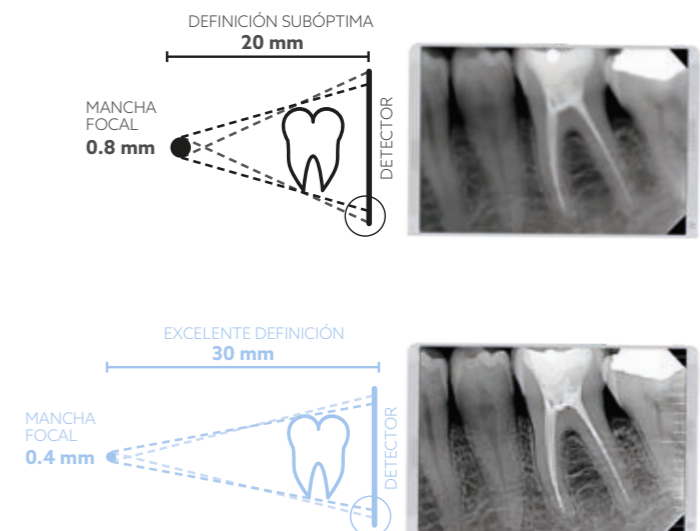 DEFINICIÓN SUBÓPTIMA
20 mm
MANCHA
FOCAL
0.8 mm
DETECTOR
EXCELENTE DEFINICIÓN
30 mm
MANCHA
FOCAL
0.4 mm
DETECTOR